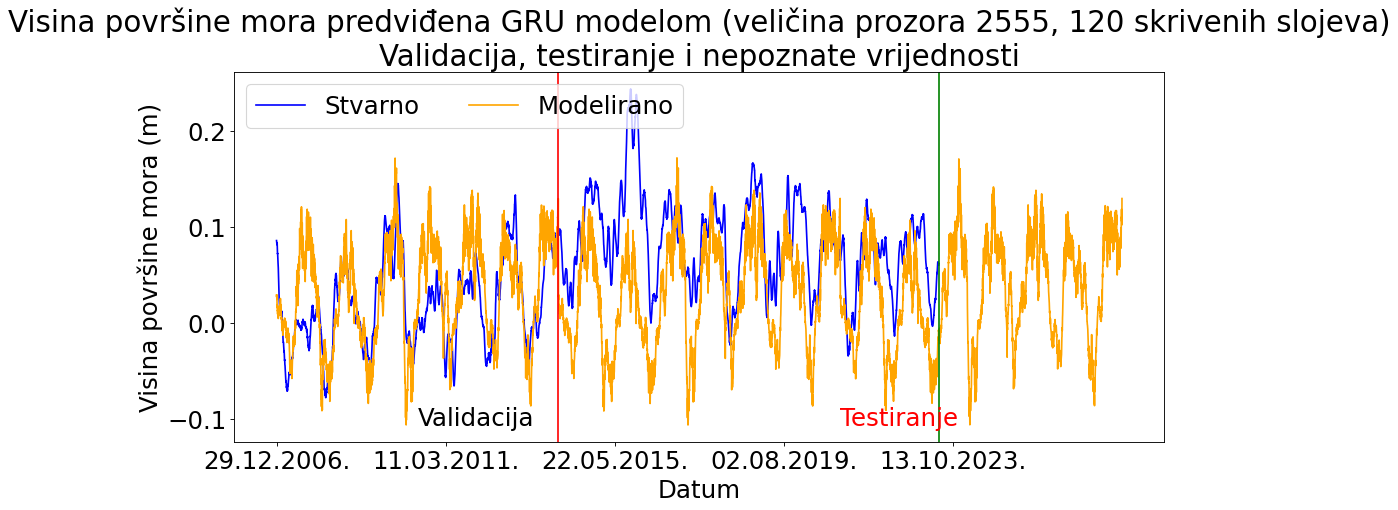 Visina površine mora predviđena GRU modelom (veličina prozora 2555, 120 skrivenih slojeva)
Validacija, testiranje i nepoznate vrijednosti
Stvarno Modelirano
Visina površine mora (m)
0.2
0.1
0.0
−0.1
Validacija Testiranje
29.12.2006. 11.03.2011. 22.05.2015. 02.08.2019. 13.10.2023.
Datum